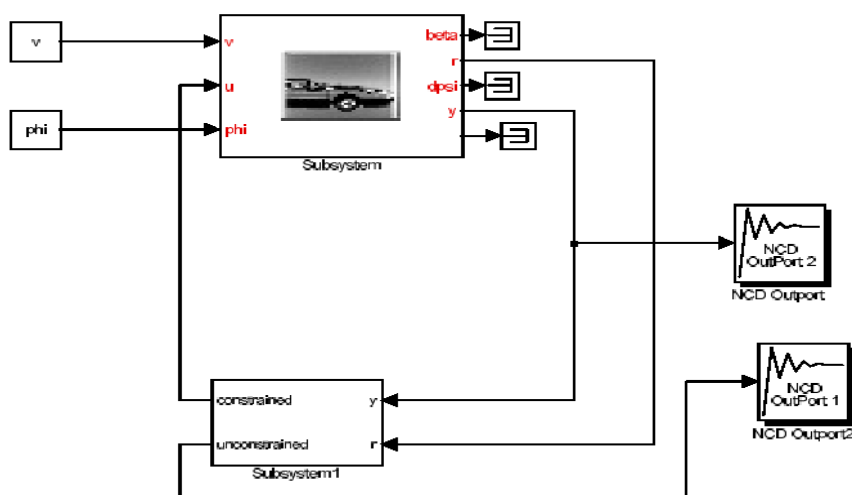 v
phi
v
u
phi
beta
r
dpsi
y
Subsystem
NCD
OutPort 2
NCD Outport
constrained
unconstrained
y
r
Subsystem1
NCD
OutPort 1
NCD Outport2